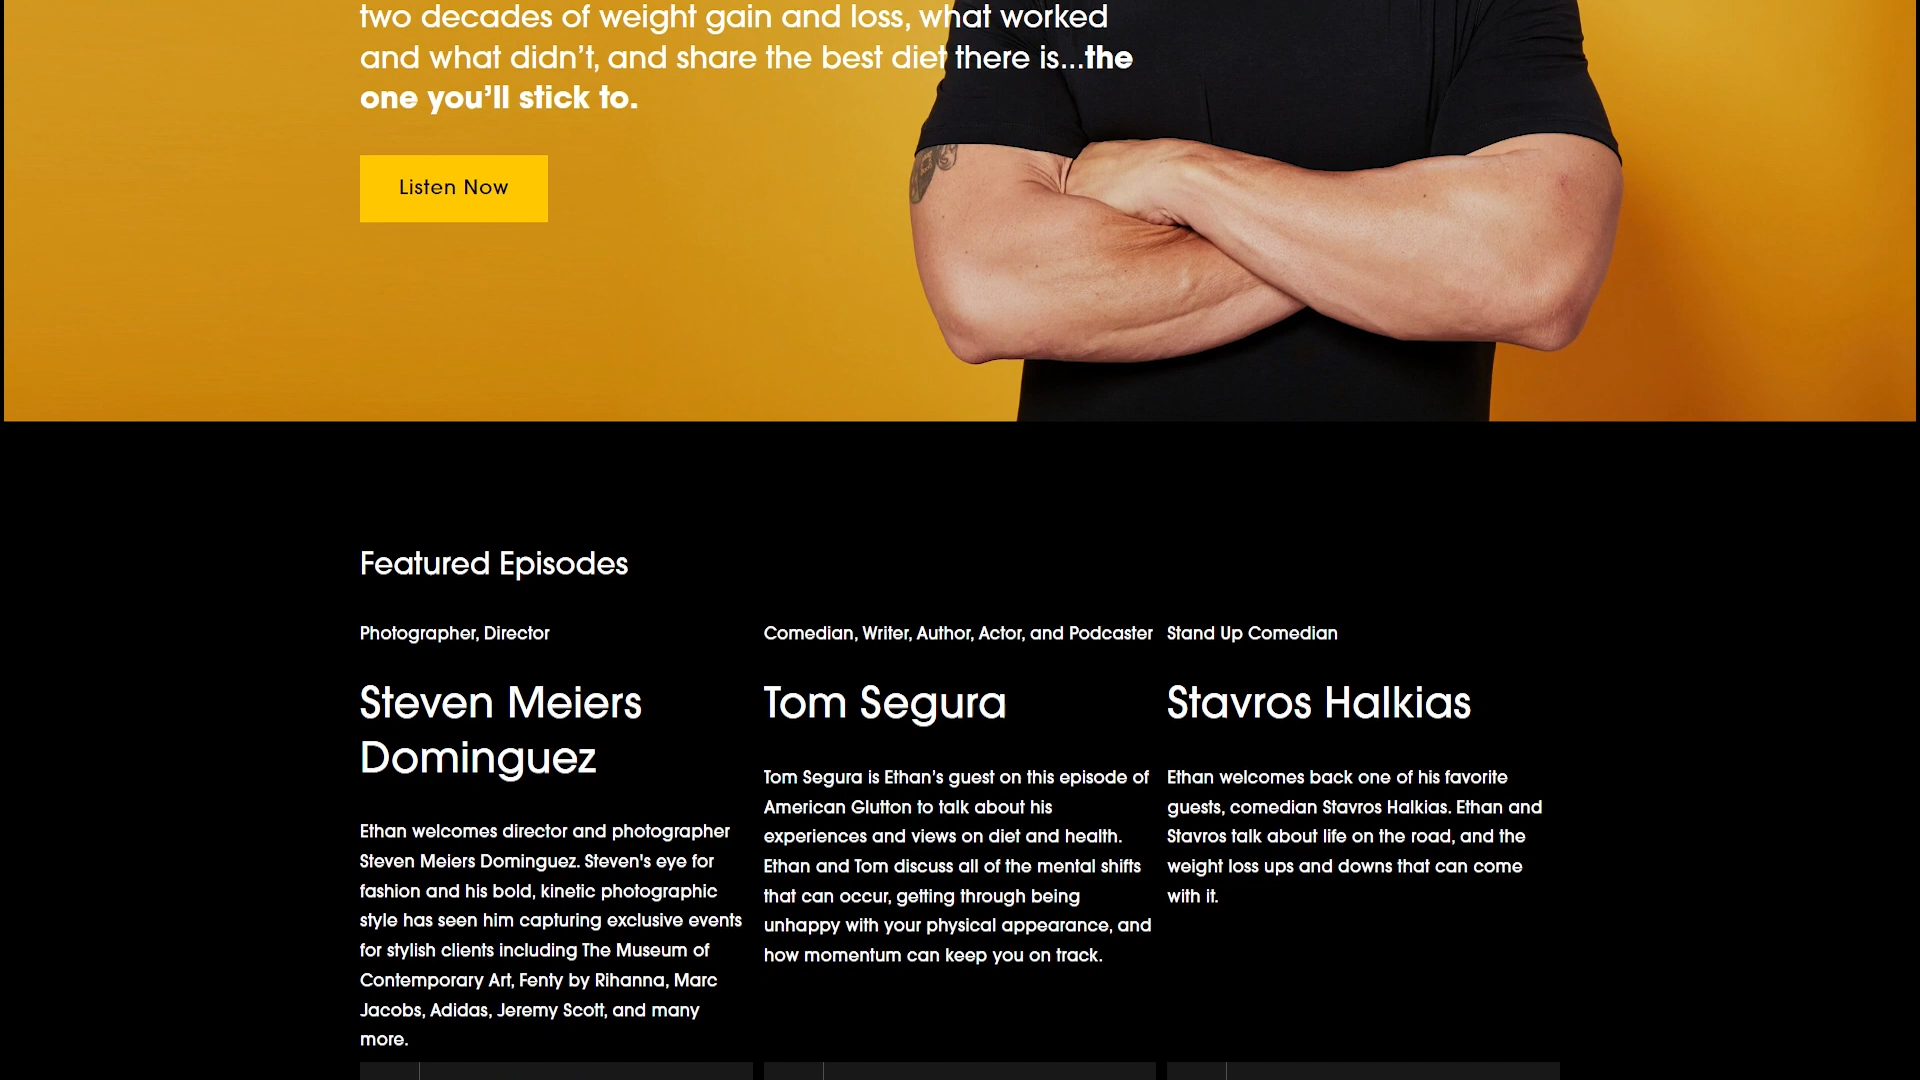 two decades of weight gain and loss, what worked
and what didn’t, and share the best diet there is...the
one you’ll stick to.
Listen Now
Featured Episodes
Photographer, Director
Steven Meiers
Dominguez
Ethan welcomes director and photographer
Steven Meiers Dominguez. Steven's eye for
fashion and his bold, kinetic photographic
style has seen him capturing exclusive events
for stylish clients including The Museum of
Contemporary Art, Fenty by Rihanna, Marc
Jacobs, Adidas, Jeremy Scott, and many
more.
Comedian, Writer, Author, Actor, and Podcaster
Tom Segura
Tom Segura is Ethan's guest on this episode of
American Glutton to talk about his
experiences and views on diet and health.
Ethan and Tom discuss all of the mental shifts
that can occur, getting through being
unhappy with your physical appearance, and
how momentum can keep you on track.
Stand Up Comedian
Stavros Halkias
Ethan welcomes back one of his favorite
guests, comedian Stavros Halkias. Ethan and
Stavros talk about life on the road, and the
weight loss ups and downs that can come
with it.